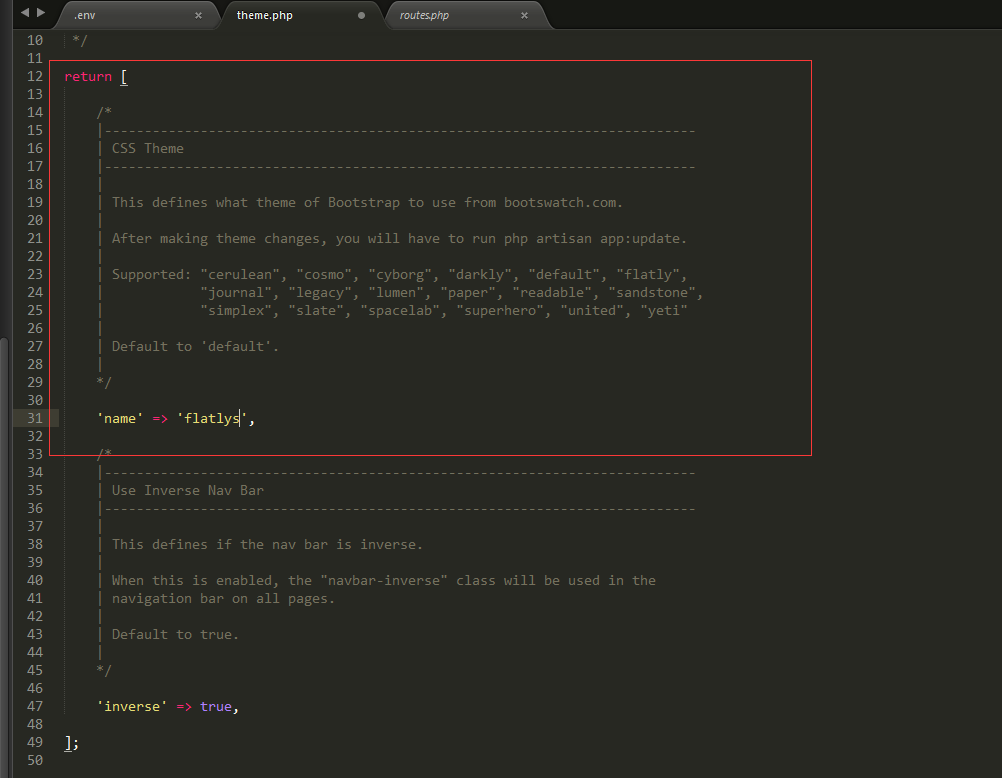 .env × theme.php routes.php ×
10 */
11
12 return [
13
14 /*
15 |--------------------------------------------------------------------------
16 | CSS Theme
17 |--------------------------------------------------------------------------
18 |
19 | This defines what theme of Bootstrap to use from bootswatch.com.
20 |
21 | After making theme changes, you will have to run php artisan app:update.
22 |
23 | Supported: "cerulean", "cosmo", "cyborg", "darkly", "default", "flatly",
24 | "journal", "legacy", "lumen", "paper", "readable", "sandstone",
25 | "simplex", "slate", "spacelab", "superhero", "united", "yeti"
26 |
27 | Default to 'default'.
28 |
29 */
30
31 'name' => 'flatlys',
32
33 /*
34 |--------------------------------------------------------------------------
35 | Use Inverse Nav Bar
36 |--------------------------------------------------------------------------
37 |
38 | This defines if the nav bar is inverse.
39 |
40 | When this is enabled, the "navbar-inverse" class will be used in the
41 | navigation bar on all pages.
42 |
43 | Default to true.
44 |
45 */
46
47 'inverse' => true,
48
49 ];
50